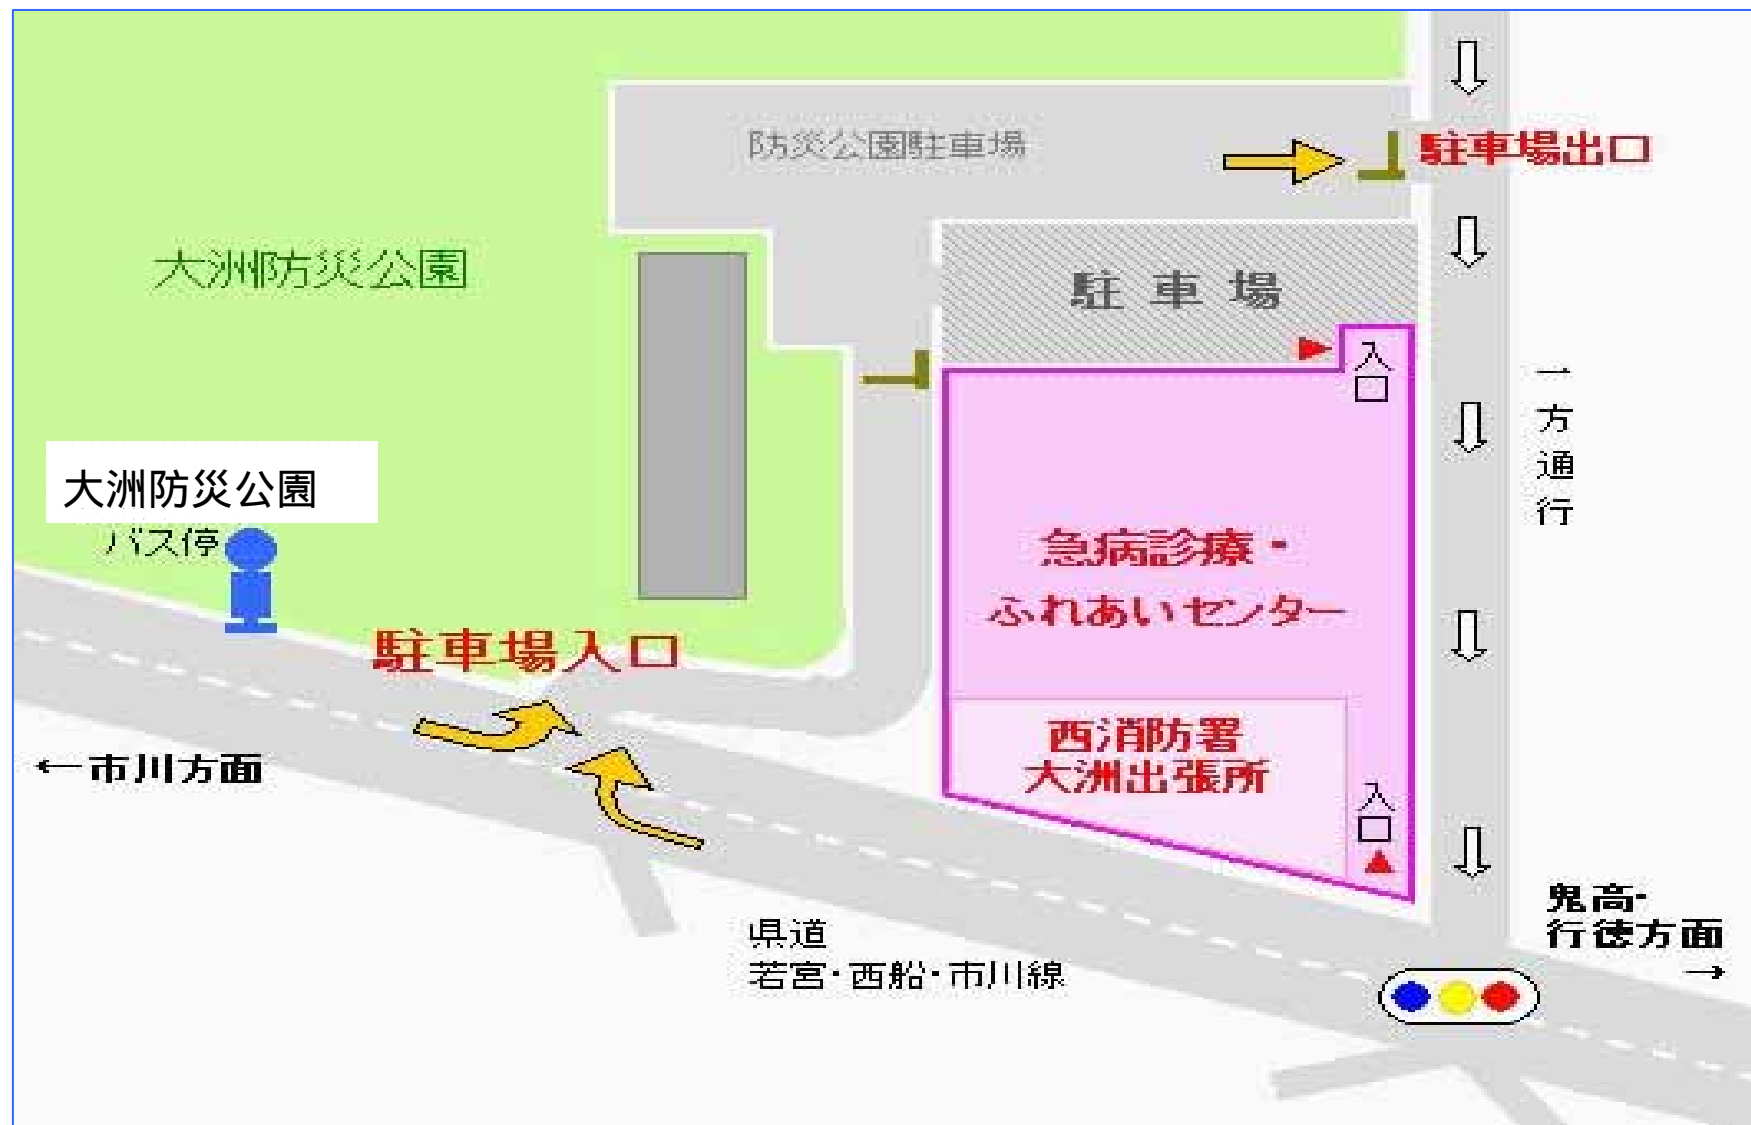 防災公園駐車場
駐車場出口
大洲防災公園
駐車場
入口
一方通行
大洲防災公園
バス停
急病診療・
ふれあいセンター
駐車場入口
西消防署
大洲出張所
←市川方面
入口
鬼高・
行徳方面
→
県道
若宮・西船・市川線